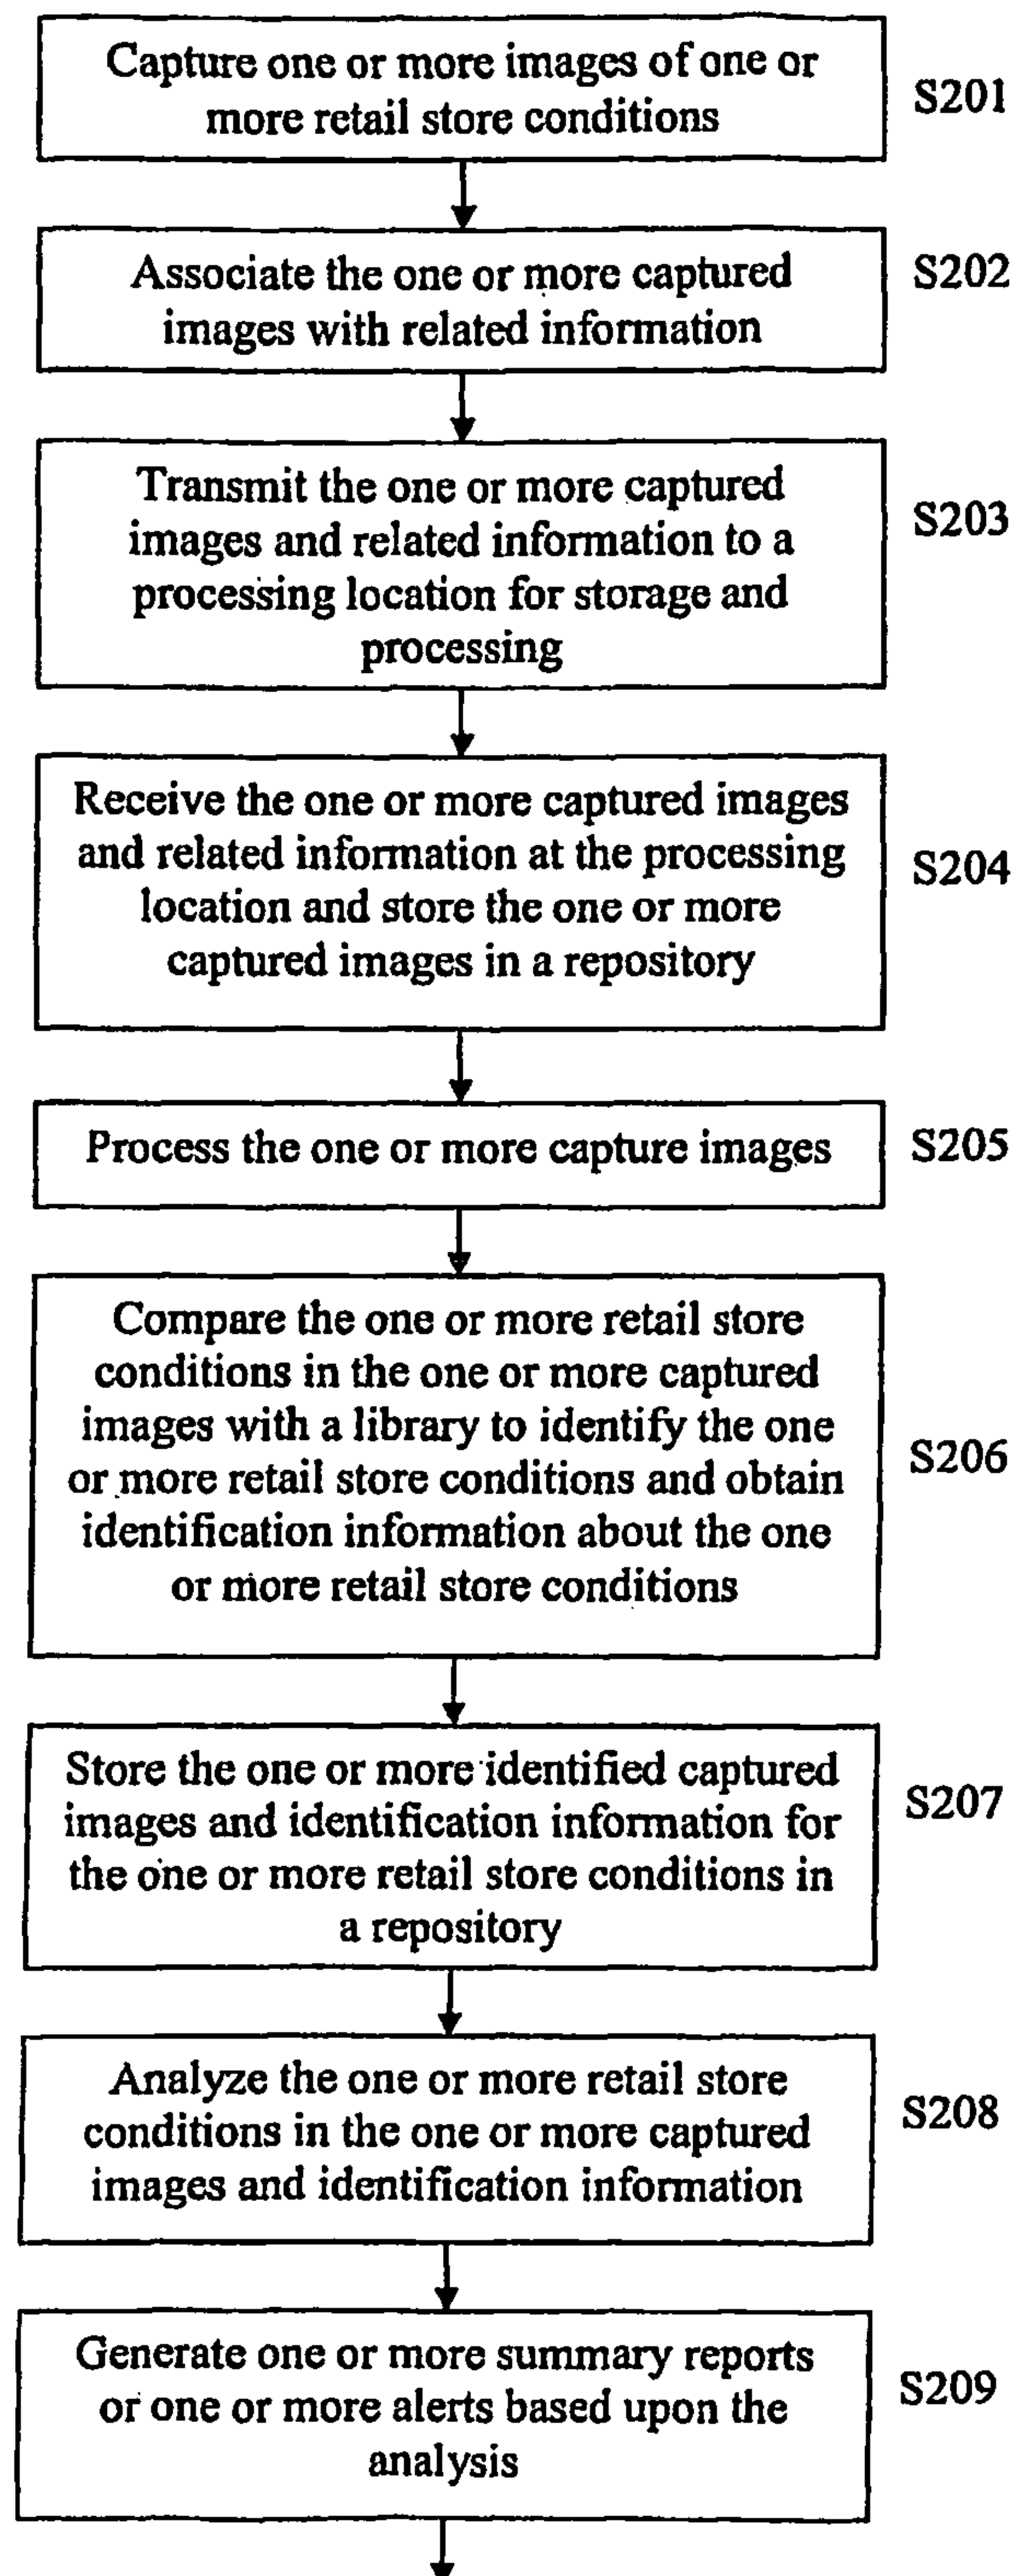 Capture one or more images of one or
more retail store conditions
S201
Associate the one or more captured
images with related information
S202
Transmit the one or more captured
images and related information to a
processing location for storage and
processing
S203
Receive the one or more captured images
and related information at the processing
location and store the one or more
captured images in a repository
S204
Process the one or more capture images
S205
Compare the one or more retail store
conditions in the one or more captured
images with a library to identify the one
or more retail store conditions and obtain
identification information about the one
or more retail store conditions
S206
Store the one or more identified captured
images and identification information for
the one or more retail store conditions in
a repository
S207
Analyze the one or more retail store
conditions in the one or more captured
images and identification information
S208
Generate one or more summary reports
or one or more alerts based upon the
analysis
S209